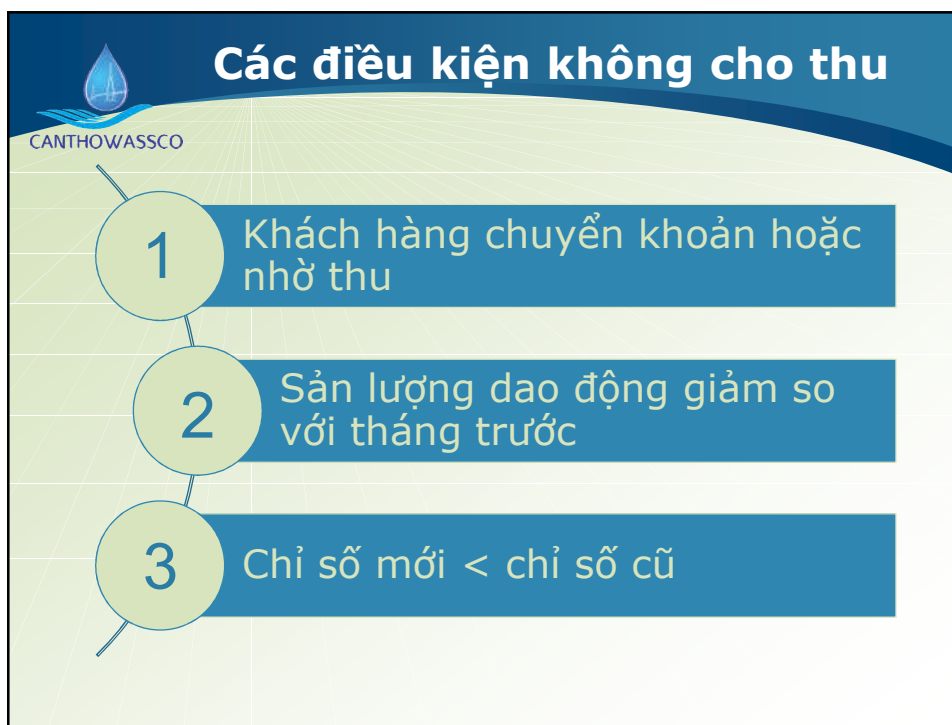 Các điều kiện không cho thu
CANTHOWASSCO
1
Khách hàng chuyển khoản hoặc
nhờ thu
2
Sản lượng dao động giảm so
với tháng trước
3
Chỉ số mới < chỉ số cũ